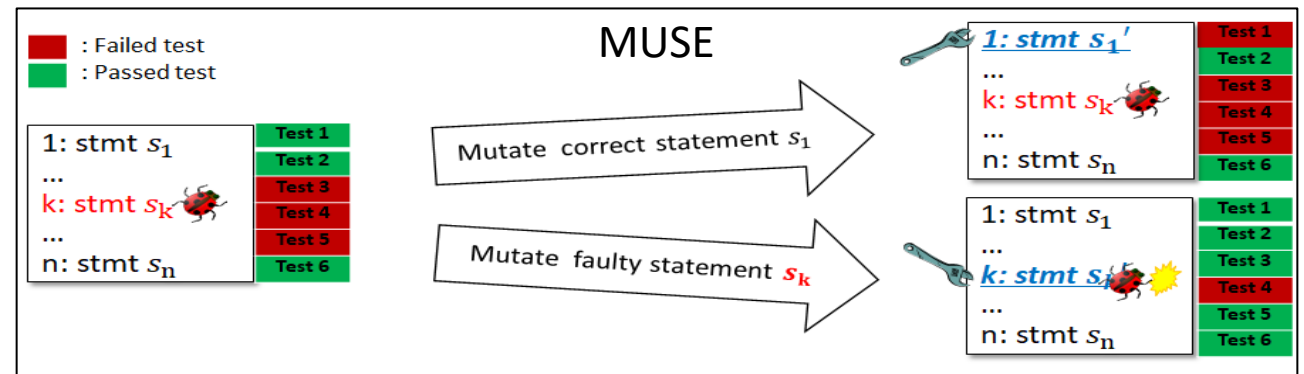 MUSE
: Failed test
: Passed test
1: stmt s₁
...
k: stmt sₖ
...
n: stmt sₙ
Test 1
Test 2
Test 3
Test 4
Test 5
Test 6
Mutate correct statement s₁
Mutate faulty statement sₖ
1: stmt s₁′
...
k: stmt sₖ
...
n: stmt sₙ
Test 1
Test 2
Test 3
Test 4
Test 5
Test 6
1: stmt s₁
...
k: stmt s
...
n: stmt sₙ
Test 1
Test 2
Test 3
Test 4
Test 5
Test 6